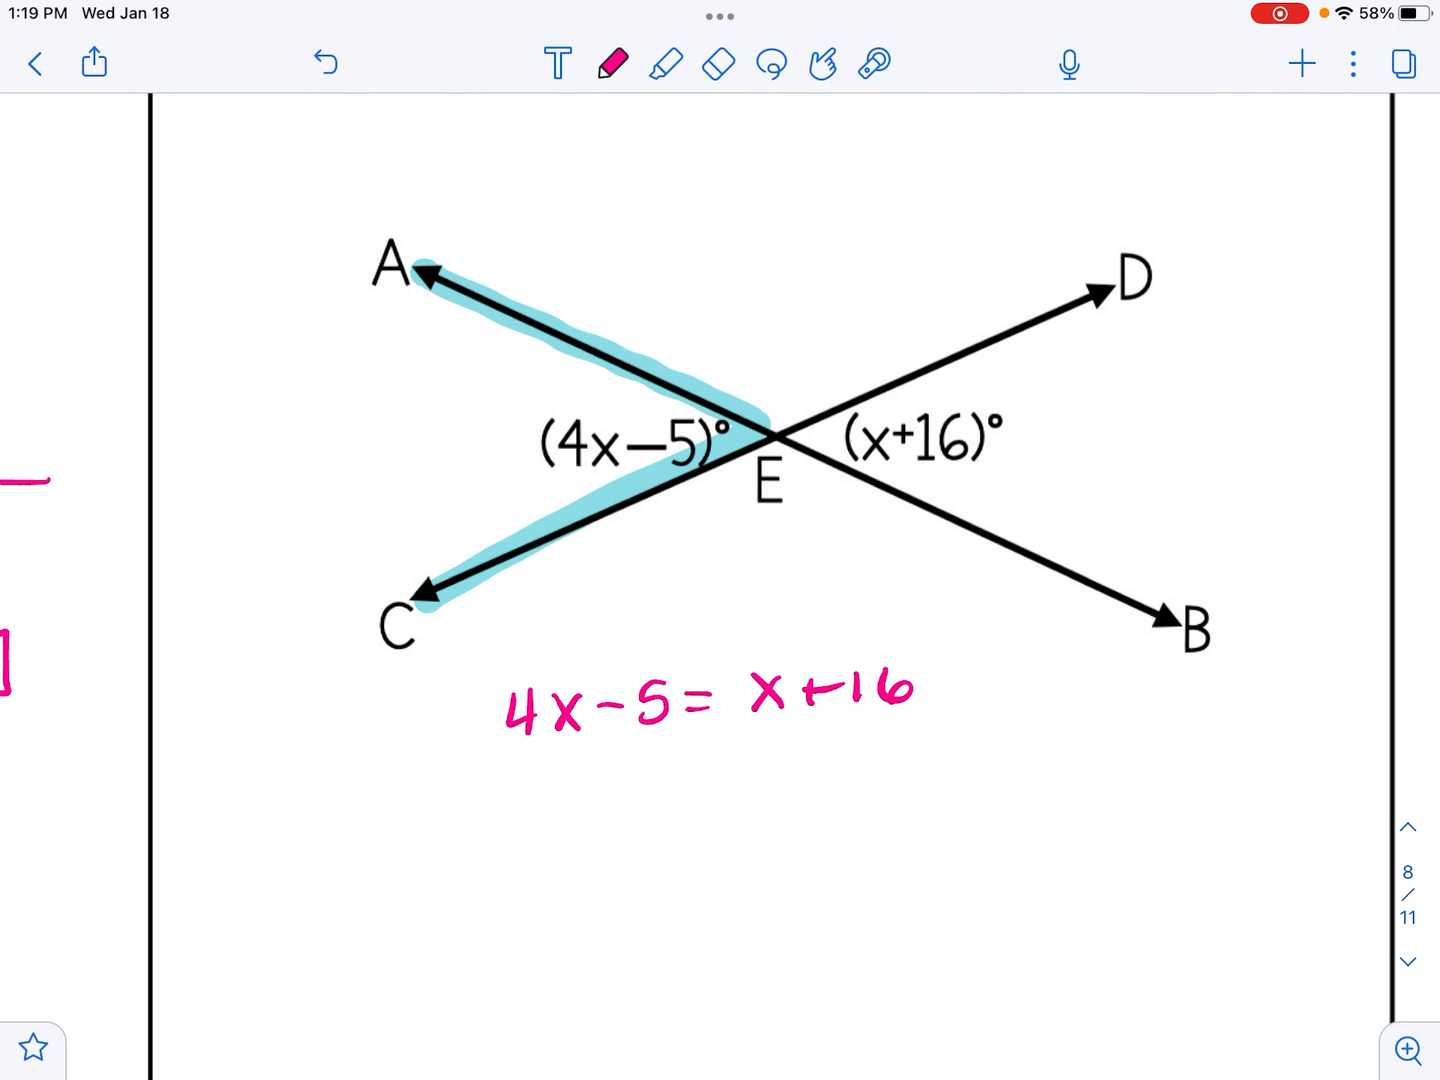 1:19 PM Wed Jan 18
58%
T
A
D
(4x−5)°
(x+16)°
E
C
B
4x-5= x+16
8
/
11